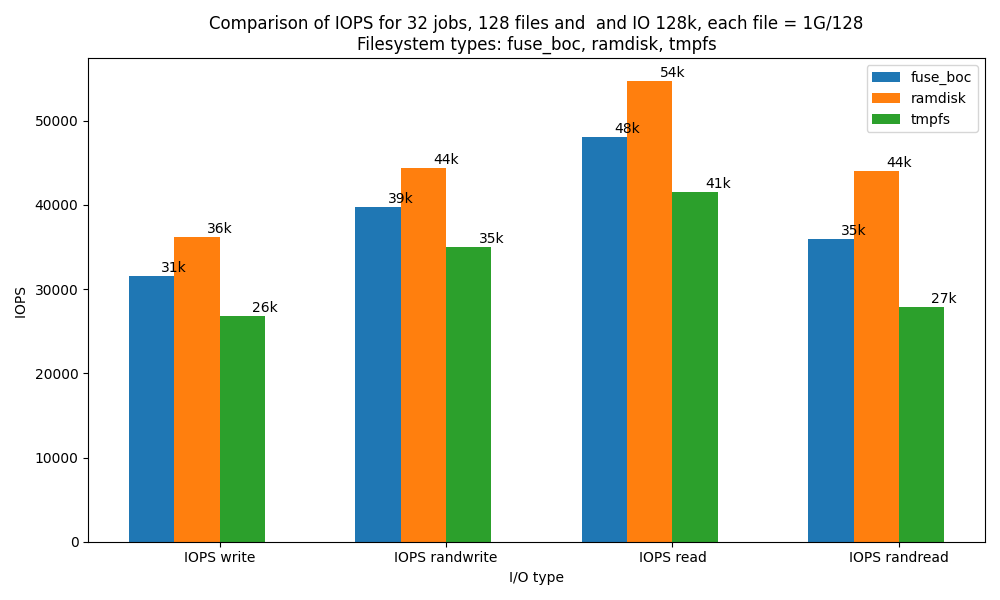 Comparison of IOPS for 32 jobs, 128 files and  and IO 128k, each file = 1G/128
Filesystem types: fuse_boc, ramdisk, tmpfs
fuse_boc
ramdisk
tmpfs
IOPS
50000
40000
30000
20000
10000
0
31k
36k
26k
39k
44k
35k
48k
54k
41k
35k
44k
27k
IOPS write
IOPS randwrite
IOPS read
IOPS randread
I/O type